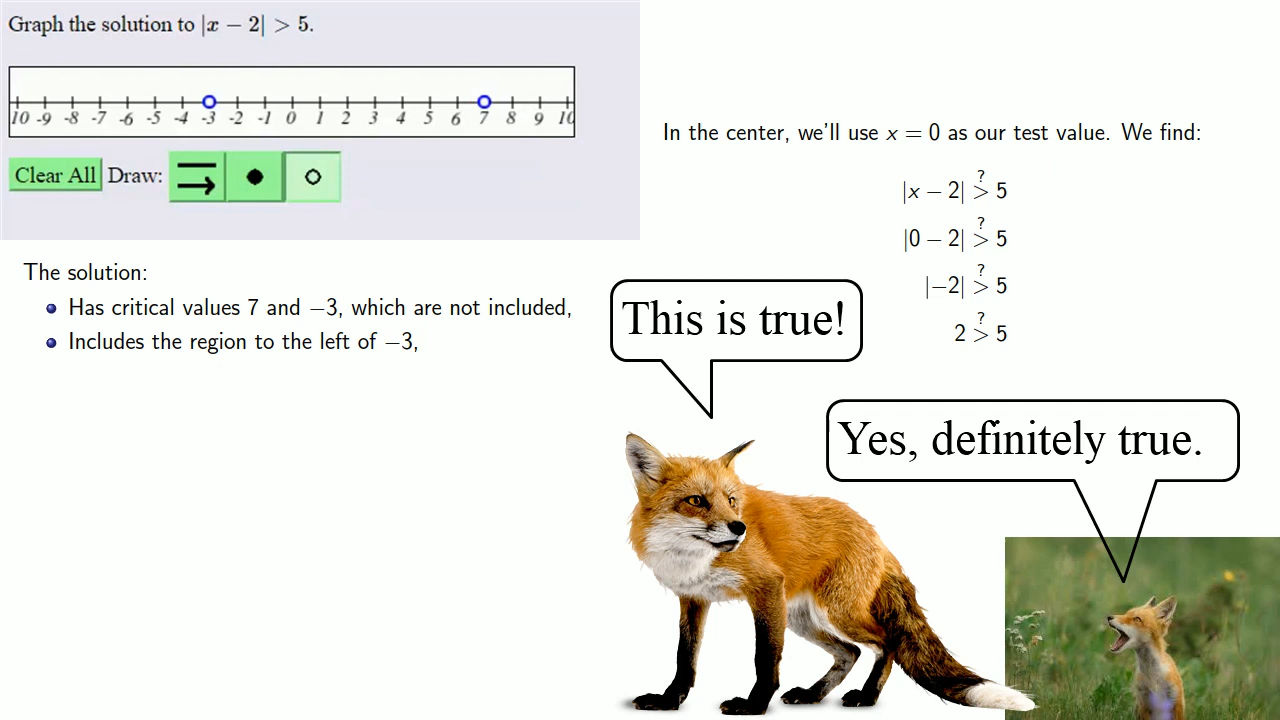 Graph the solution to |x − 2| > 5.
10 -9 -8 -7 -6 -5 -4 -3 -2 -1 0 1 2 3 4 5 6 7 8 9 10
Clear All Draw:
The solution:
Has critical values 7 and −3, which are not included,
Includes the region to the left of −3,
In the center, we'll use x = 0 as our test value. We find:
|x − 2| >? 5
|0 − 2| >? 5
|−2| >? 5
2 >? 5
This is true!
Yes, definitely true.